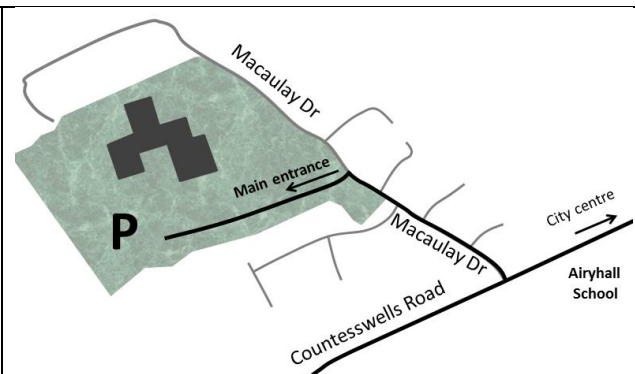 Macaulay Dr
Main entrance
P
City centre
Macaulay Dr
Airyhall
School
Countesswells Road